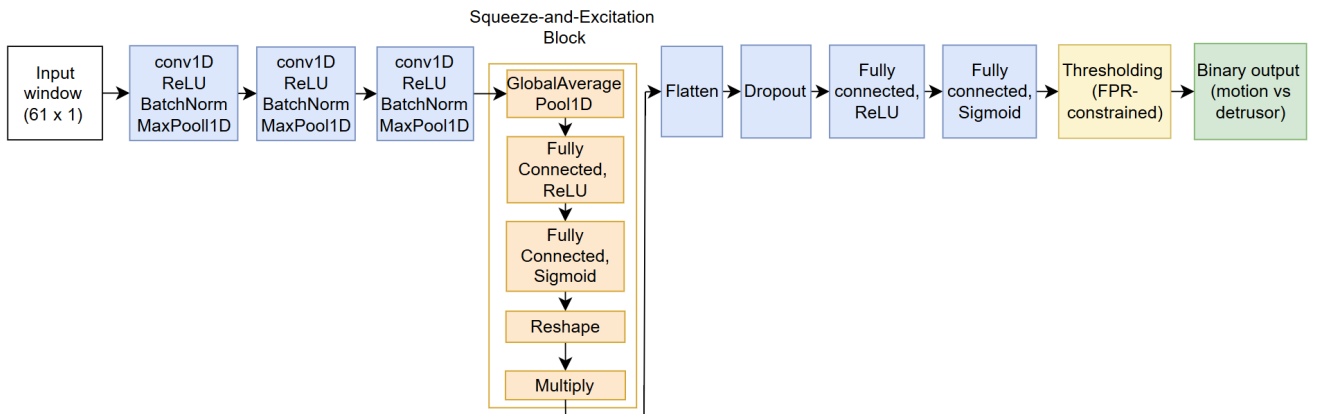 Squeeze-and-Excitation
Block
Input
window
(61 x 1)
conv1D
ReLU
BatchNorm
MaxPoolI1D
conv1D
ReLU
BatchNorm
MaxPool1D
conv1D
ReLU
BatchNorm
MaxPool1D
GlobalAverage
Pool1D
Fully
Connected,
ReLU
Fully
Connected,
Sigmoid
Reshape
Multiply
Flatten
Dropout
Fully
connected,
ReLU
Fully
connected,
Sigmoid
Thresholding
(FPR-
constrained)
Binary output
(motion vs
detrusor)